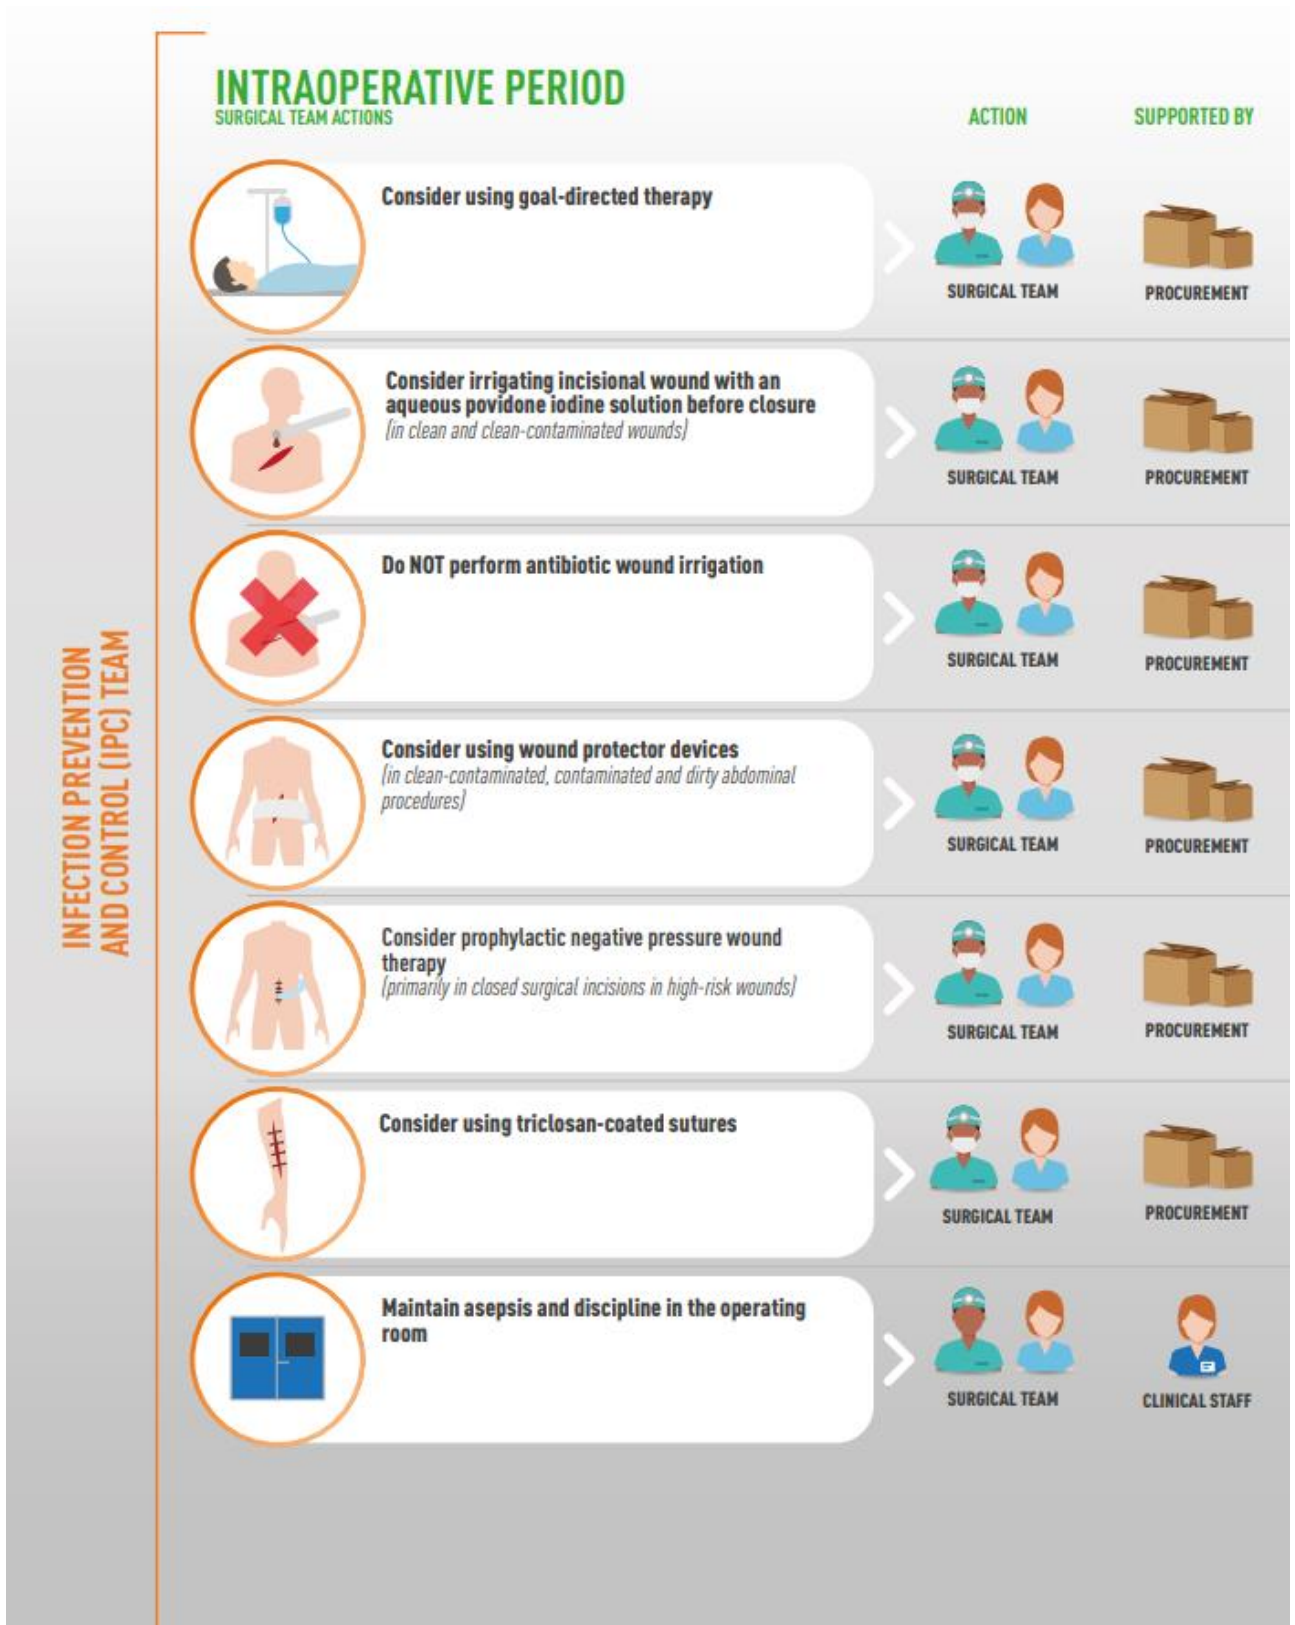 INTRAOPERATIVE PERIOD
SURGICAL TEAM ACTIONS
ACTION
SUPPORTED BY
Consider using goal-directed therapy
SURGICAL TEAM
PROCUREMENT
Consider irrigating incisional wound with an
aqueous povidone iodine solution before closure
(in clean and clean-contaminated wounds)
SURGICAL TEAM
PROCUREMENT
Do NOT perform antibiotic wound irrigation
SURGICAL TEAM
PROCUREMENT
Consider using wound protector devices
(in clean-contaminated, contaminated and dirty abdominal
procedures)
SURGICAL TEAM
PROCUREMENT
Consider prophylactic negative pressure wound
therapy
(primarily in closed surgical incisions in high-risk wounds)
SURGICAL TEAM
PROCUREMENT
Consider using triclosan-coated sutures
SURGICAL TEAM
PROCUREMENT
Maintain asepsis and discipline in the operating
room
SURGICAL TEAM
CLINICAL STAFF
INFECTION PREVENTION
AND CONTROL (IPC) TEAM